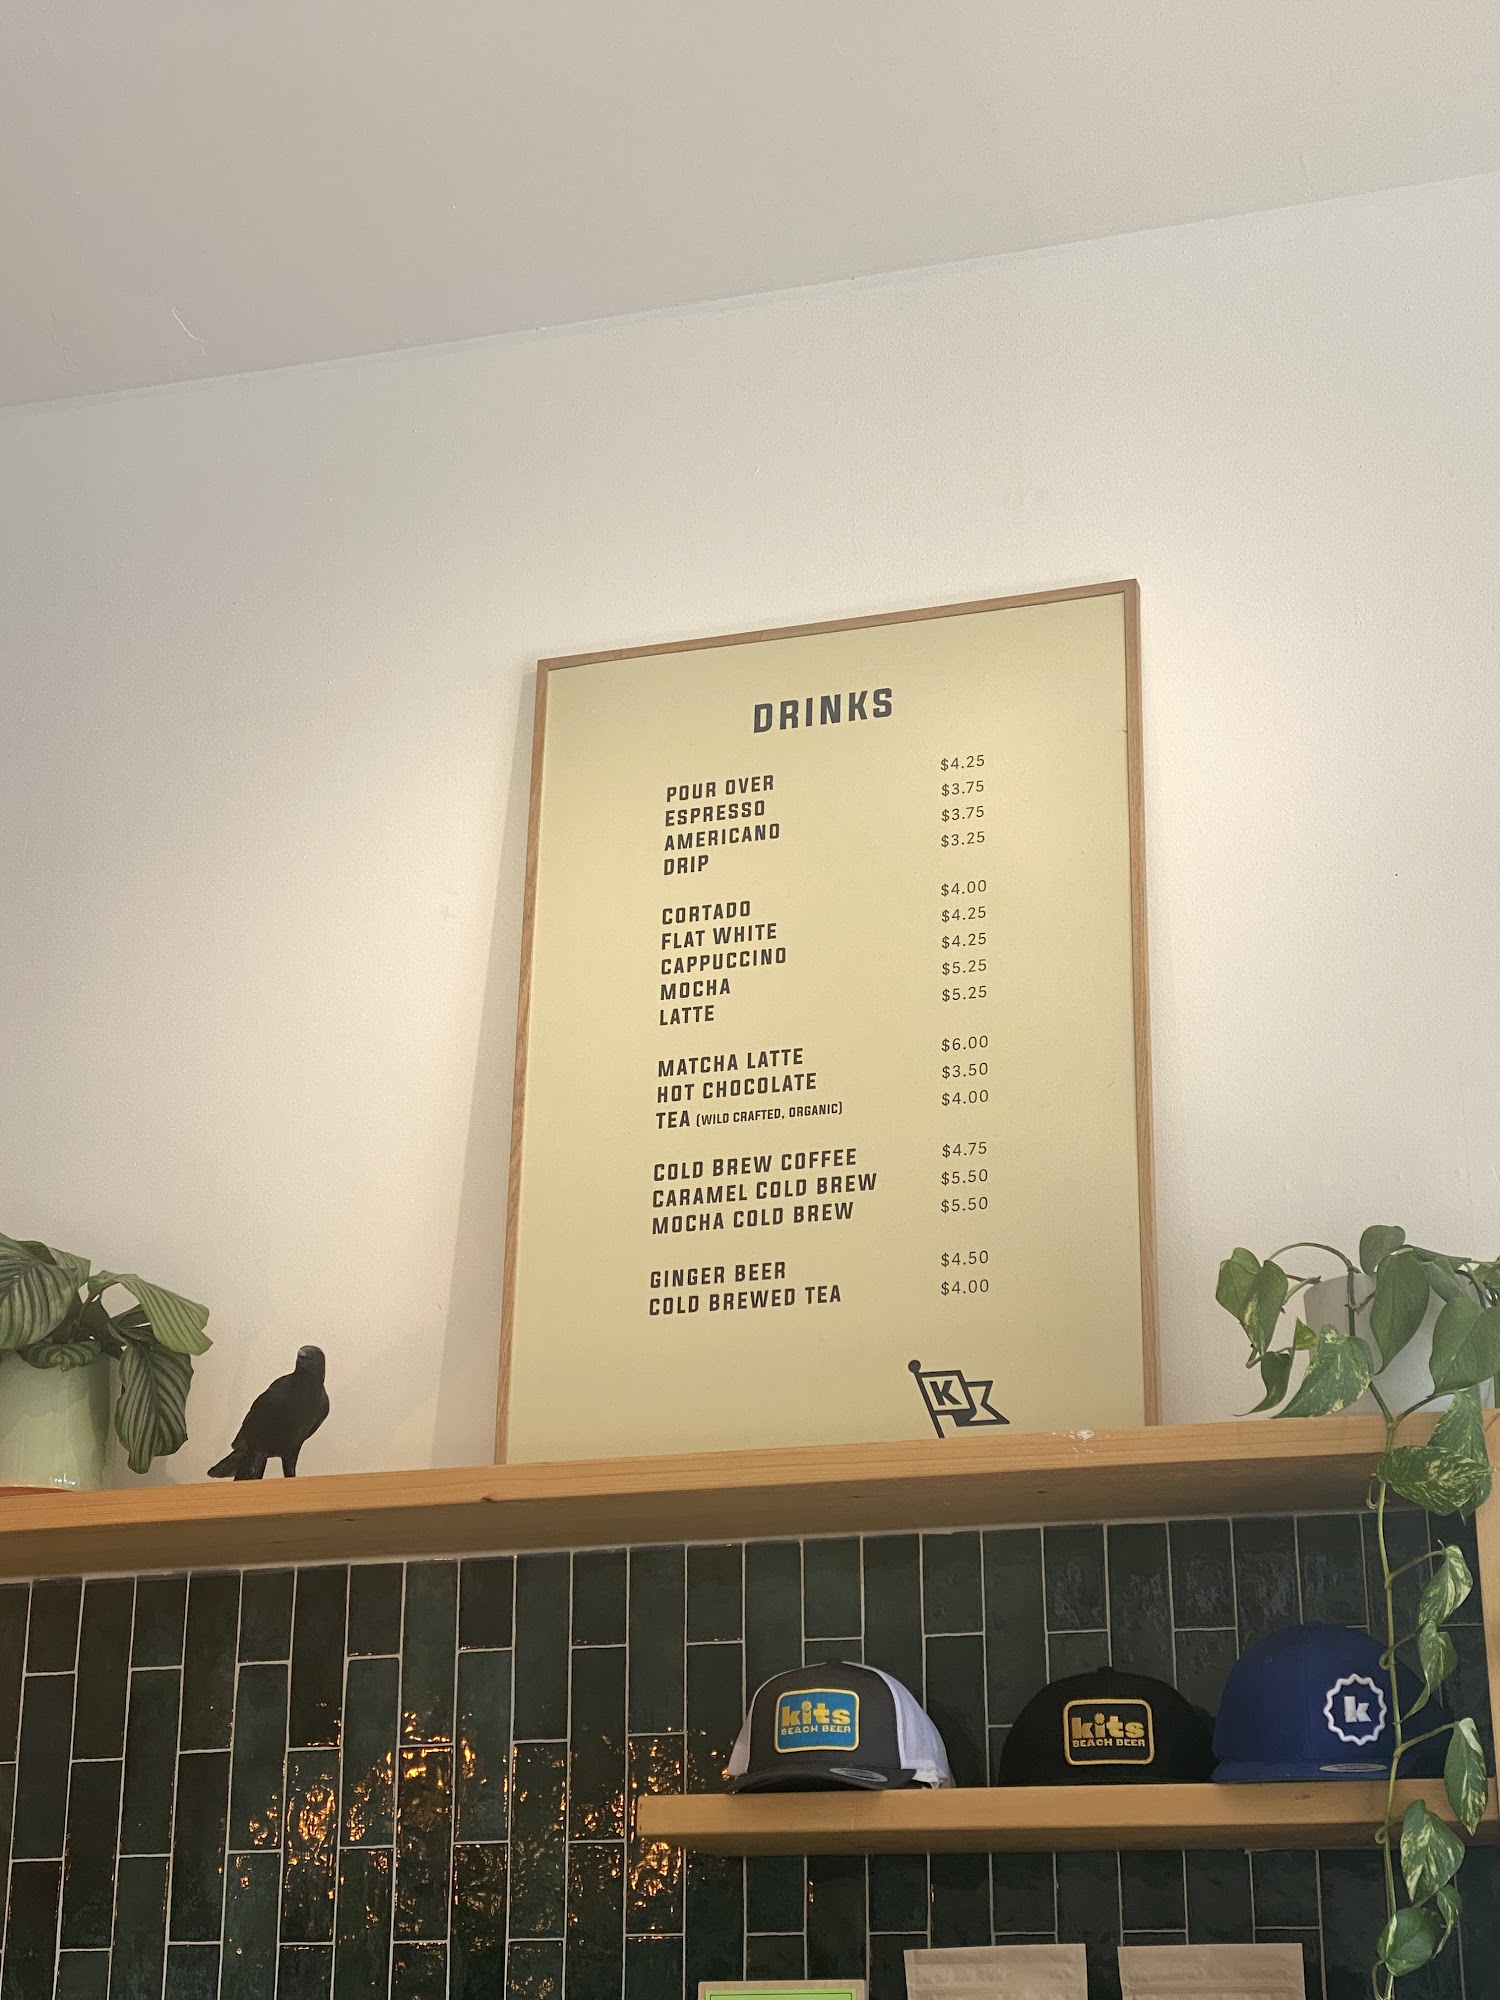 DRINKS
POUR OVER $4.25
ESPRESSO $3.75
AMERICANO $3.75
DRIP $3.25
CORTADO $4.00
FLAT WHITE $4.25
CAPPUCCINO $4.25
MOCHA $5.25
LATTE $5.25
MATCHA LATTE $6.00
HOT CHOCOLATE $3.50
TEA (WILD CRAFTED, ORGANIC) $4.00
COLD BREW COFFEE $4.75
CARAMEL COLD BREW $5.50
MOCHA COLD BREW $5.50
GINGER BEER $4.50
COLD BREWED TEA $4.00
K
kits
BEACH BEER
kits
BEACH BEER
k